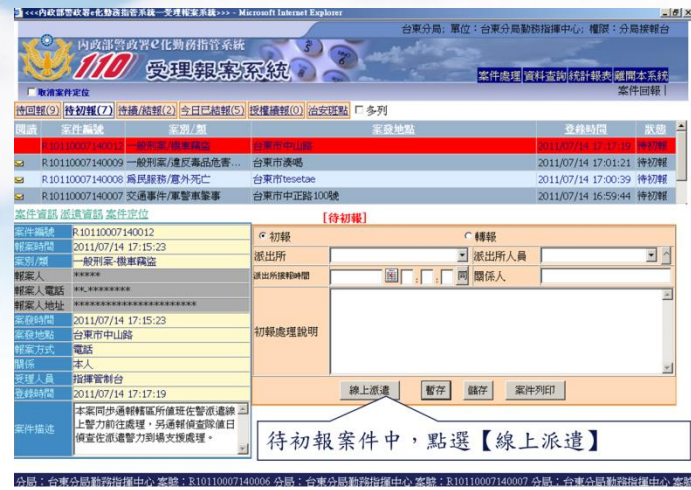 <<<內政部警政署e化勤務指管系統—受理報案系統>>> - Microsoft Internet Explorer
台東分局; 單位：台東分局勤務指揮中心; 權限：分局接報台
內政部警政署e化勤務指管系統
110 受理報案系統
案件處理|資料查詢|統計報表|離開本系統
取消案件定位
案件回報|
待回報(9) 待初報(7) 待續/結報(2) 今日已結報(5) 授權續報(0) 治安斑點 多列
閱讀 案件編號 案別/類 案發地點 登錄時間 狀態
R10110007140012 一般刑案/機車竊盜 台東市中山路 2011/07/14 17:17:19 待初報
R10110007140009 一般刑案/違反毒品危害... 台東市漢喝 2011/07/14 17:01:21 待初報
R10110007140008 為民服務/意外死亡 台東市tesetae 2011/07/14 17:00:39 待初報
R10110007140007 交通事件/軍警車肇事 台東市中正路100號 2011/07/14 16:59:44 待初報
案件資訊 派遣資訊 案件定位
[待初報]
案件編號 R10110007140012
報案時間 2011/07/14 17:15:23
案別/類 一般刑案-機車竊盜
報案人 *****
報案人電話 **-********
報案人地址 ***********************
案發時間 2011/07/14 17:15:23
案發地點 台東市中山路
報案方式 電話
關係 本人
受理人員 指揮管制台
登錄時間 2011/07/14 17:17:19
案件描述 本案同步通報轄區所值班佐警派遣線
上警力前往處理，另通報偵查隊值日
偵查佐派遣警力到場支援處理。
初報 轉報
派出所 派出所人員
派出所接報時間 : : 同 關係人
初報處理說明
線上派遣 暫存 儲存 案件列印
待初報案件中，點選【線上派遣】
分局：台東分局勤務指揮中心 案號：R10110007140006 分局：台東分局勤務指揮中心 案號：R10110007140007 分局：台東分局勤務指揮中心 案號